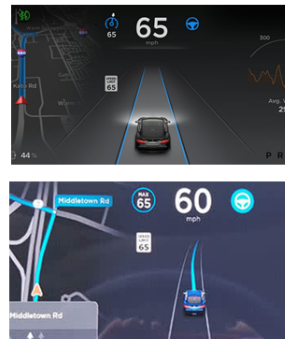 65
65
mph
300
Kato Rd
SPEED
LIMIT
65
Avg. W
44
P R
Middletown Rd
MAX
65
60
mph
SPEED
LIMIT
65
Middletown Rd